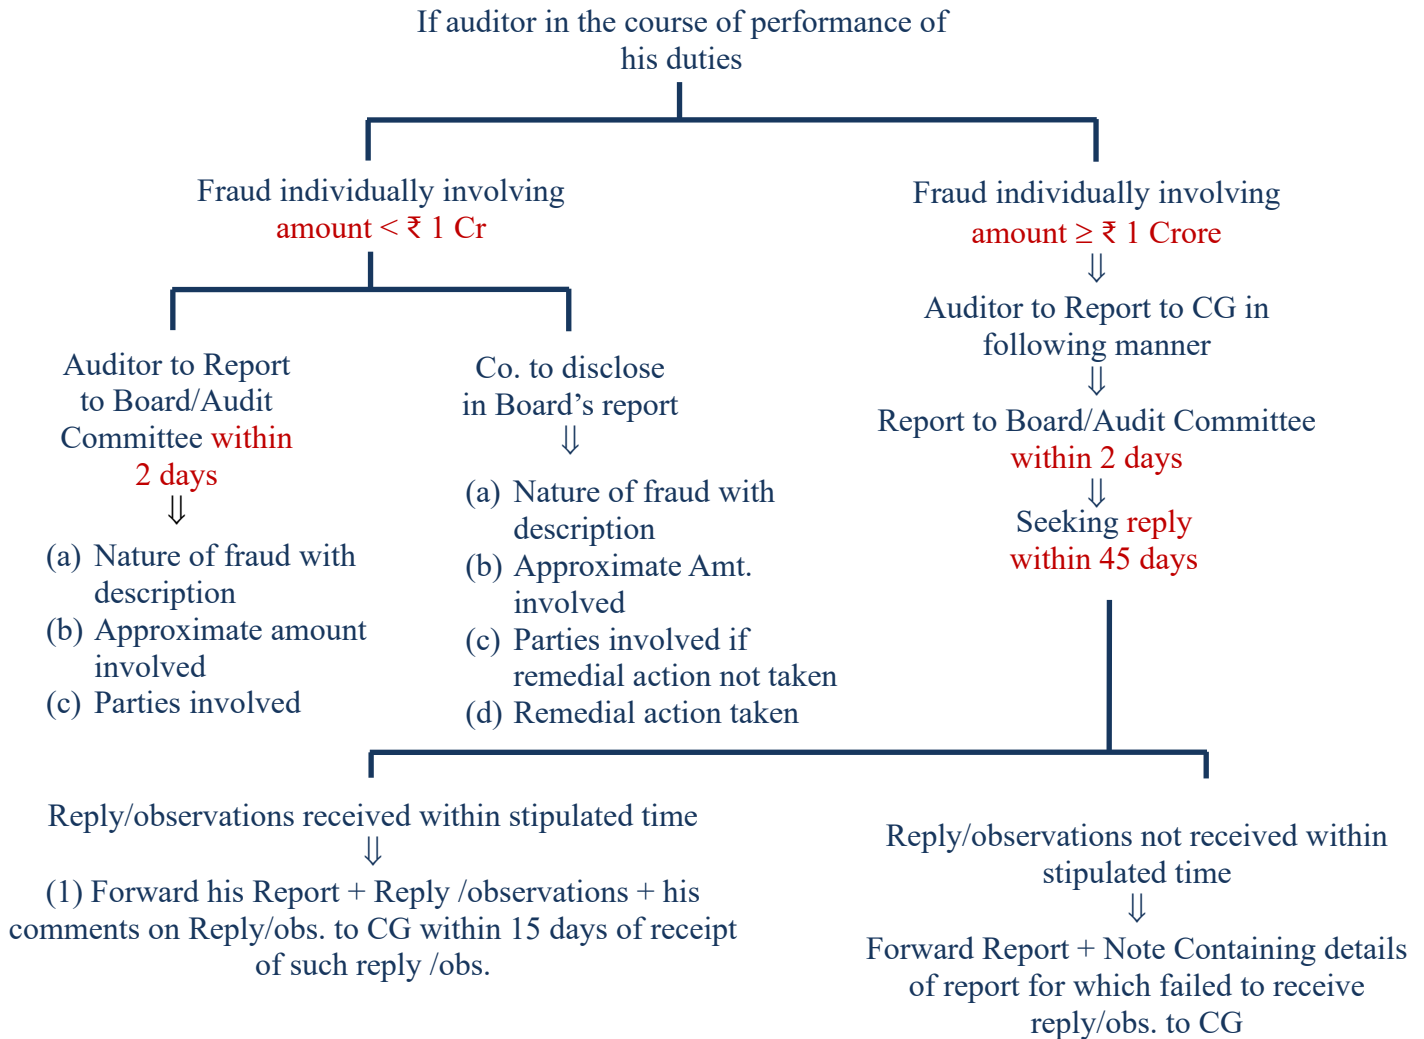 If auditor in the course of performance of
his duties
Fraud individually involving
amount < ₹ 1 Cr
Fraud individually involving
amount ≥ ₹ 1 Crore
⇓
Auditor to Report to CG in
following manner
⇓
Report to Board/Audit Committee
within 2 days
⇓
Seeking reply
within 45 days
Auditor to Report
to Board/Audit
Committee within
2 days
⇓
(a) Nature of fraud with
description
(b) Approximate amount
involved
(c) Parties involved
Co. to disclose
in Board’s report
⇓
(a) Nature of fraud with
description
(b) Approximate Amt.
involved
(c) Parties involved if
remedial action not taken
(d) Remedial action taken
Reply/observations received within stipulated time
⇓
(1) Forward his Report + Reply /observations + his
comments on Reply/obs. to CG within 15 days of receipt
of such reply /obs.
Reply/observations not received within
stipulated time
⇓
Forward Report + Note Containing details
of report for which failed to receive
reply/obs. to CG